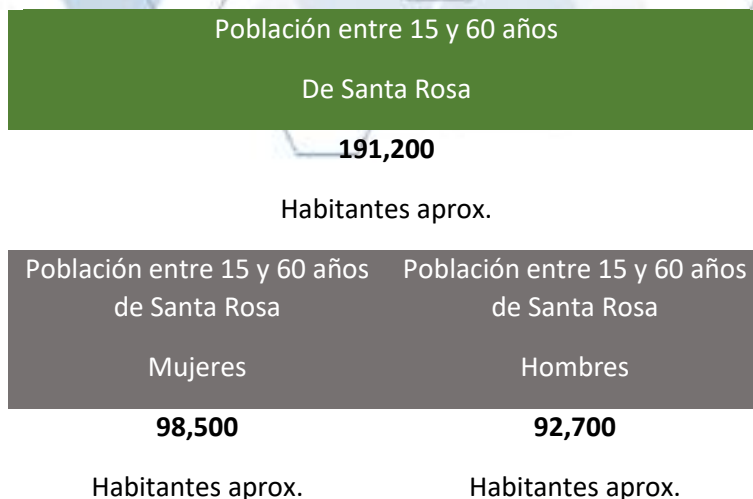 Población entre 15 y 60 años
De Santa Rosa
191,200
Habitantes aprox.
Población entre 15 y 60 años
de Santa Rosa
Mujeres
98,500
Habitantes aprox.
Población entre 15 y 60 años
de Santa Rosa
Hombres
92,700
Habitantes aprox.